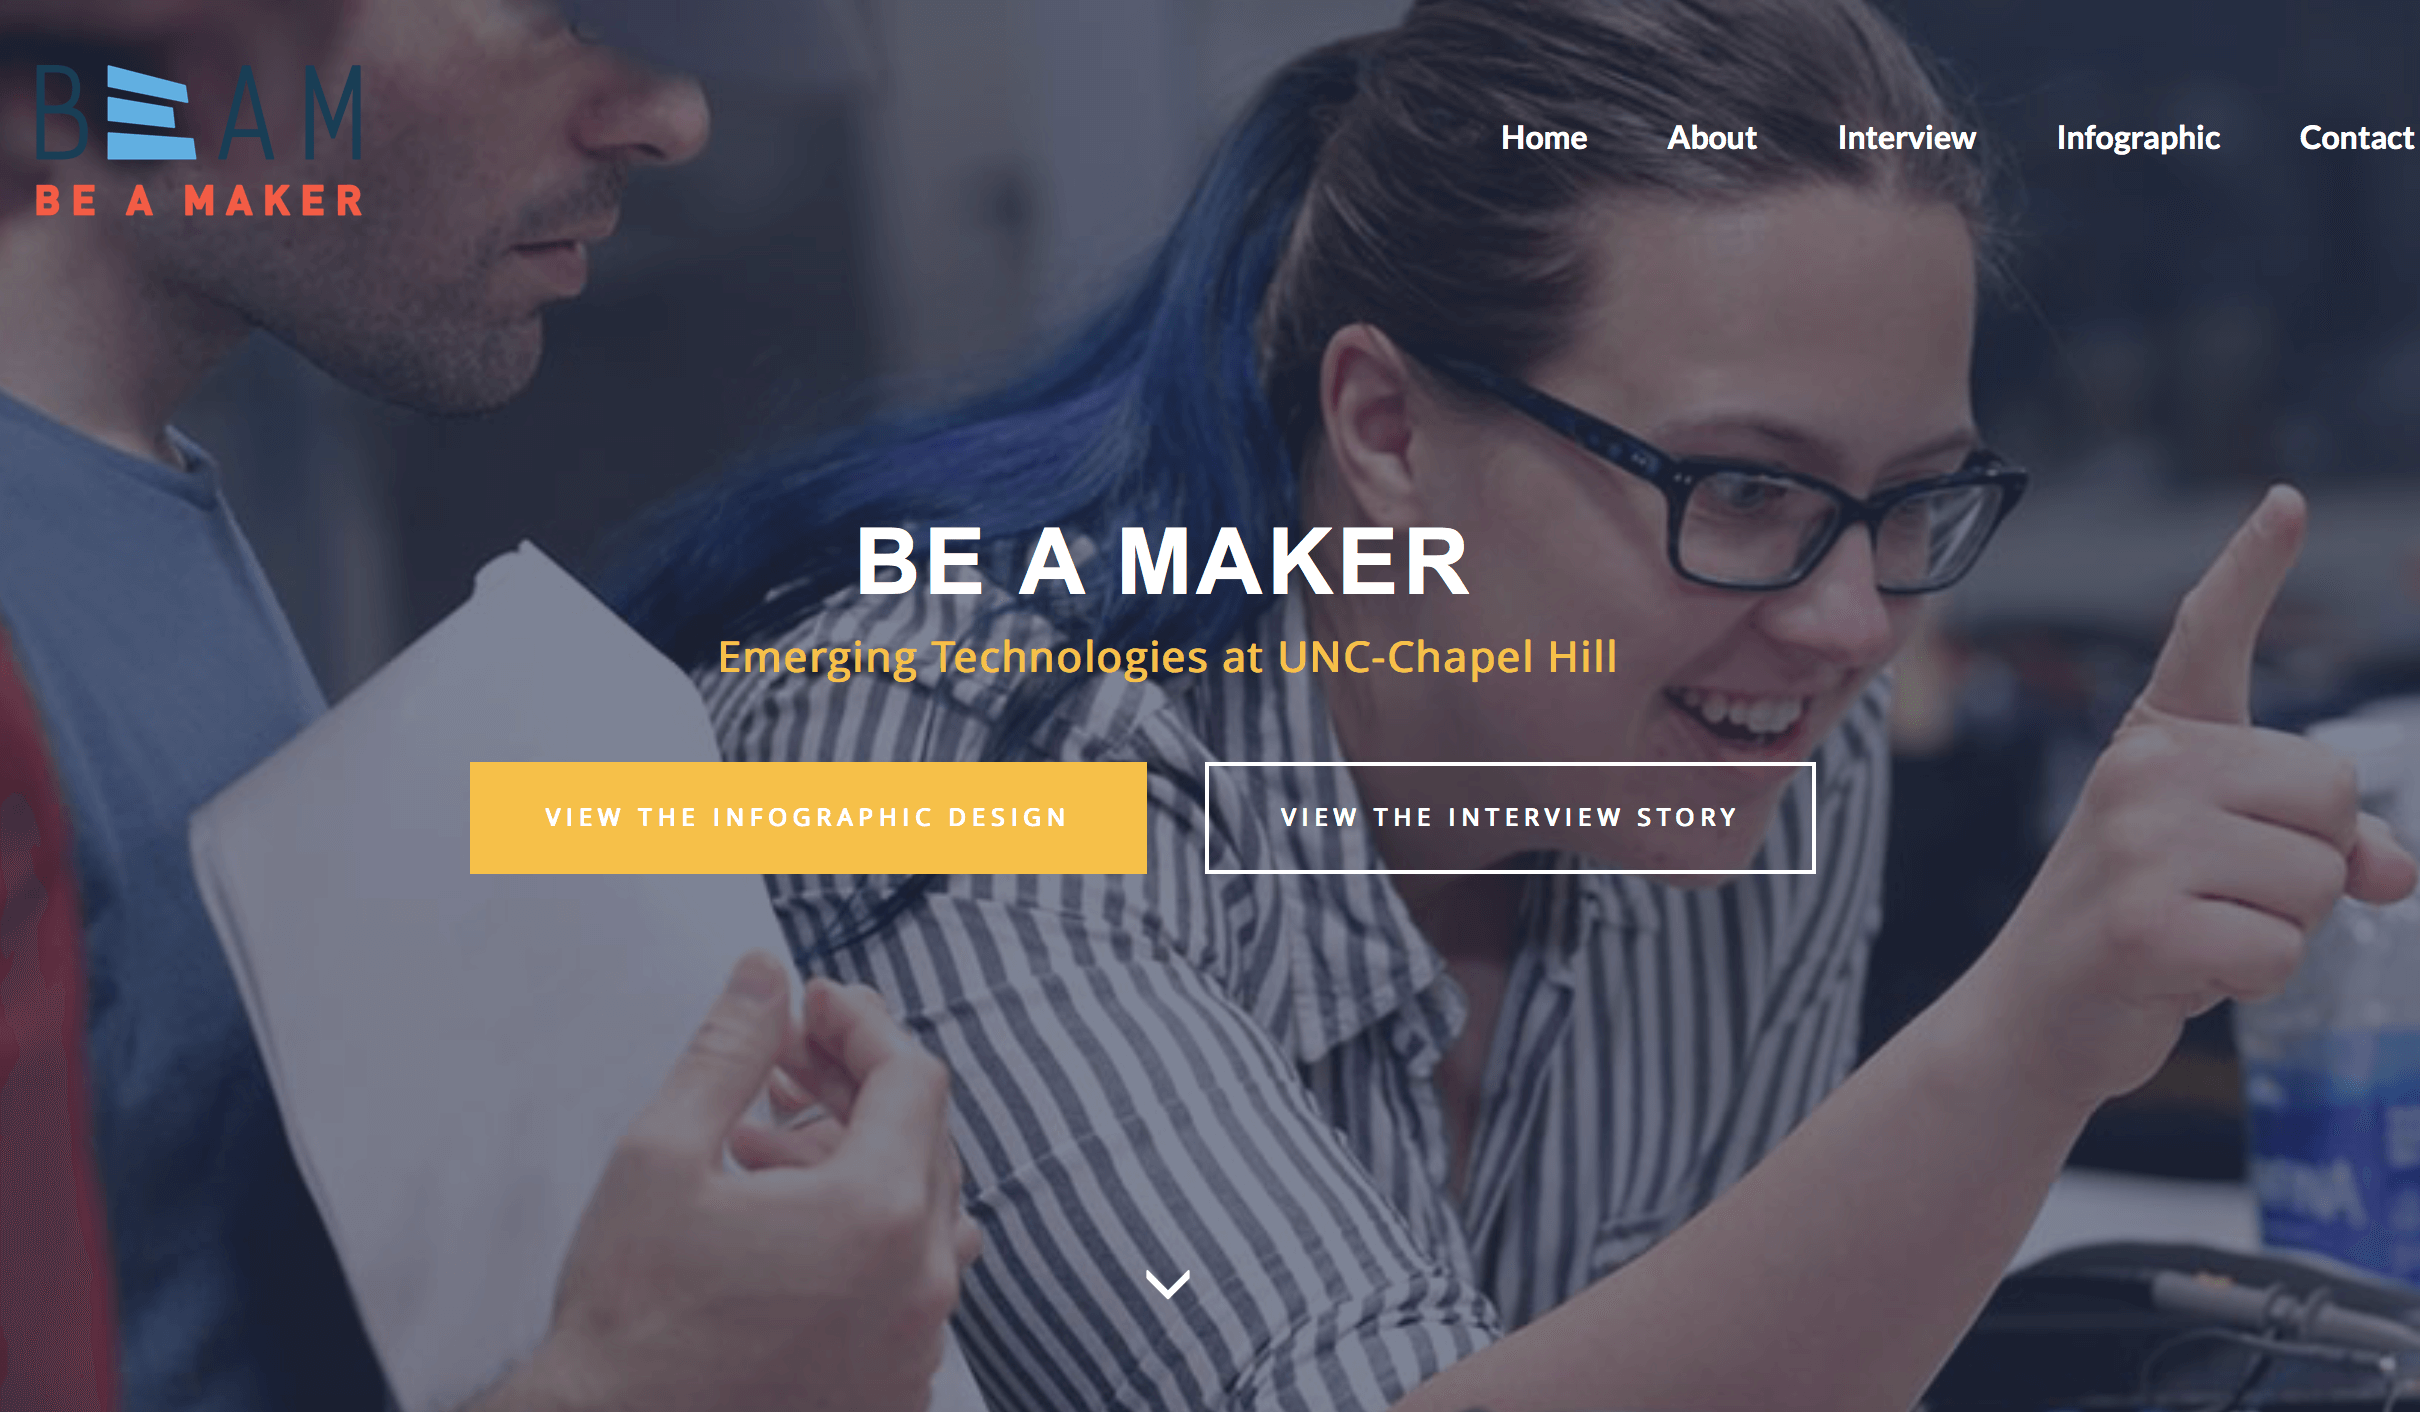 BEAM
BE A MAKER
Home
About
Interview
Infographic
Contact
BE A MAKER
Emerging Technologies at UNC-Chapel Hill
VIEW THE INFOGRAPHIC DESIGN
VIEW THE INTERVIEW STORY